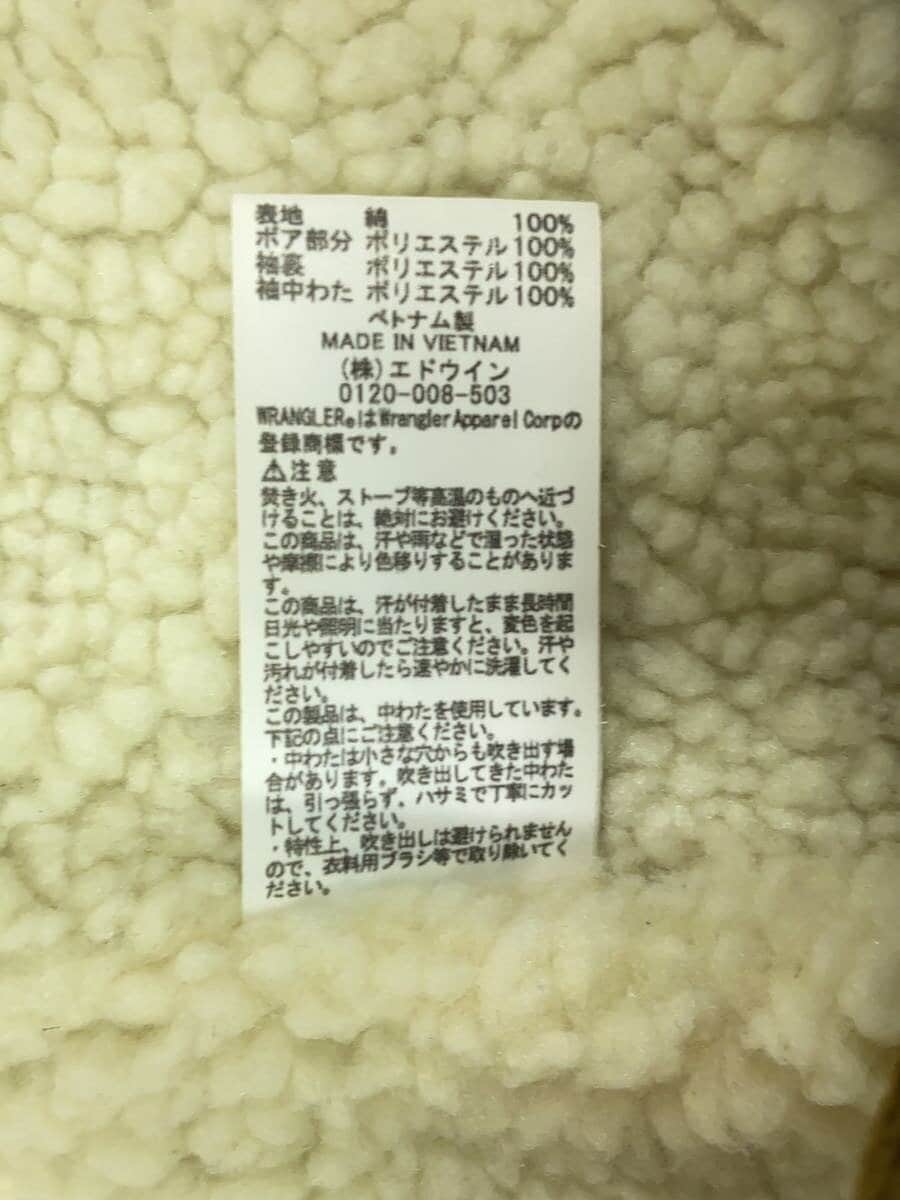 表地 綿 100%
ボア部分 ポリエステル100%
袖裏 ポリエステル100%
袖中わた ポリエステル100%
ベトナム製
MADE IN VIETNAM
(株)エドウイン
0120-008-503
WRANGLER®はWrangler Apparel Corpの
登録商標です。
⚠注意
焚き火、ストーブ等高温のものへ近づ
けることは、絶対にお避けください。
この商品は、汗や雨などで湿った状態
や摩擦により色移りすることがありま
す。
この商品は、汗が付着したまま長時間
日光や照明に当たりますと、変色を起
こしやすいのでご注意ください。汗や
汚れが付着したら速やかに洗濯してく
ださい。
この製品は、中わたを使用しています。
下記の点にご注意ください。
・中わたは小さな穴からも吹き出す場
合があります。吹き出してきた中わた
は、引っ張らず、ハサミで丁寧にカッ
トしてください。
・特性上、吹き出しは避けられません
ので、衣料用ブラシ等で取り除いてく
ださい。